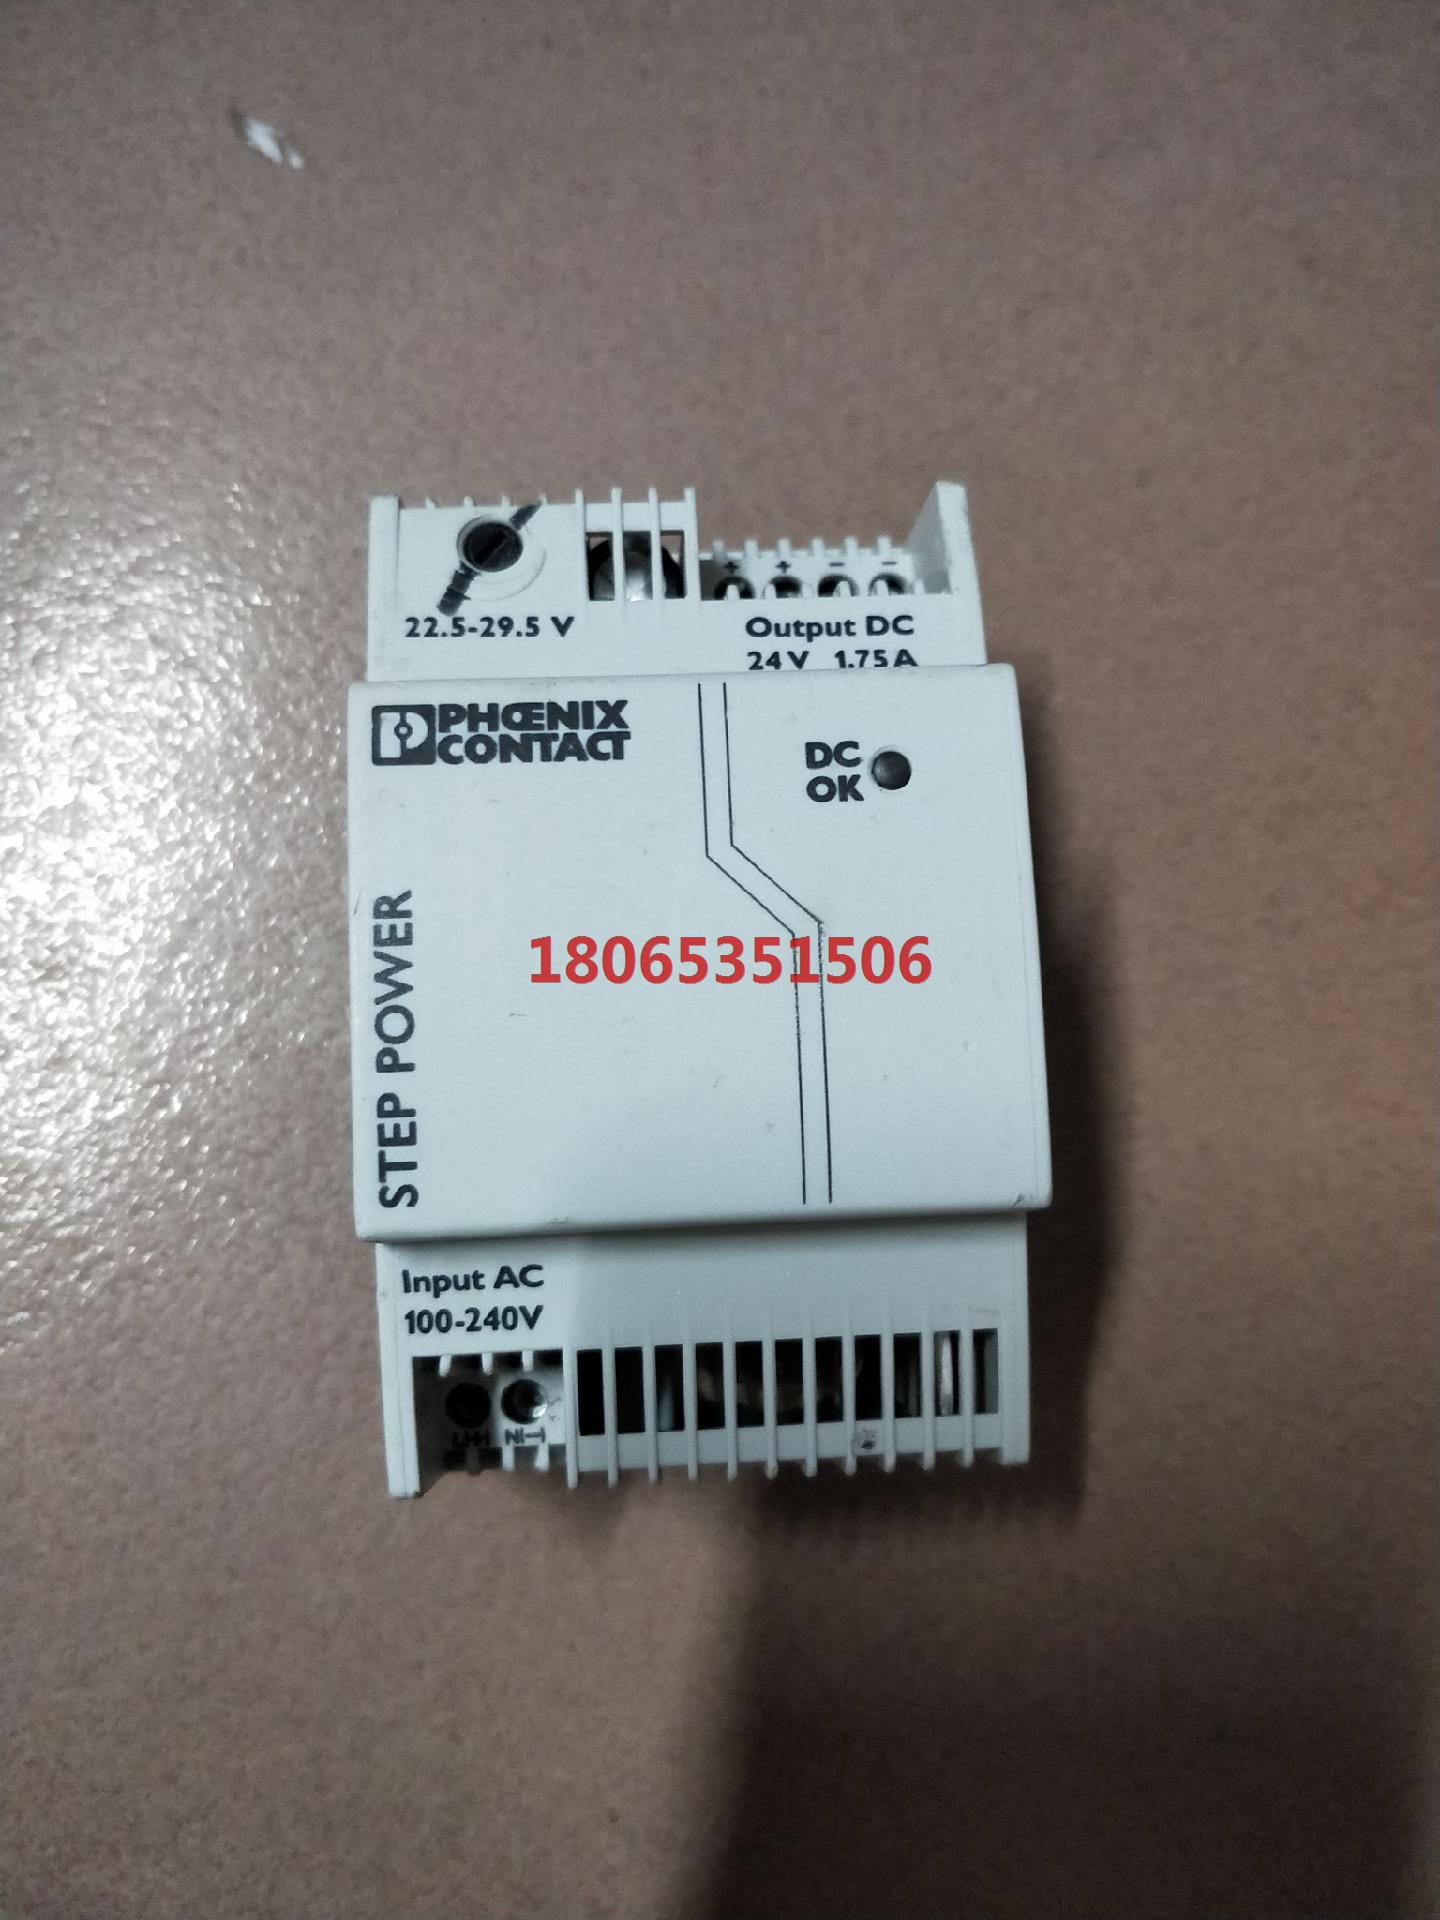 22.5-29.5 V
+ + − −
Output DC
24V 1.75A
PHŒNIX
CONTACT
DC
OK
STEP POWER
18065351506
Input AC
100-240V